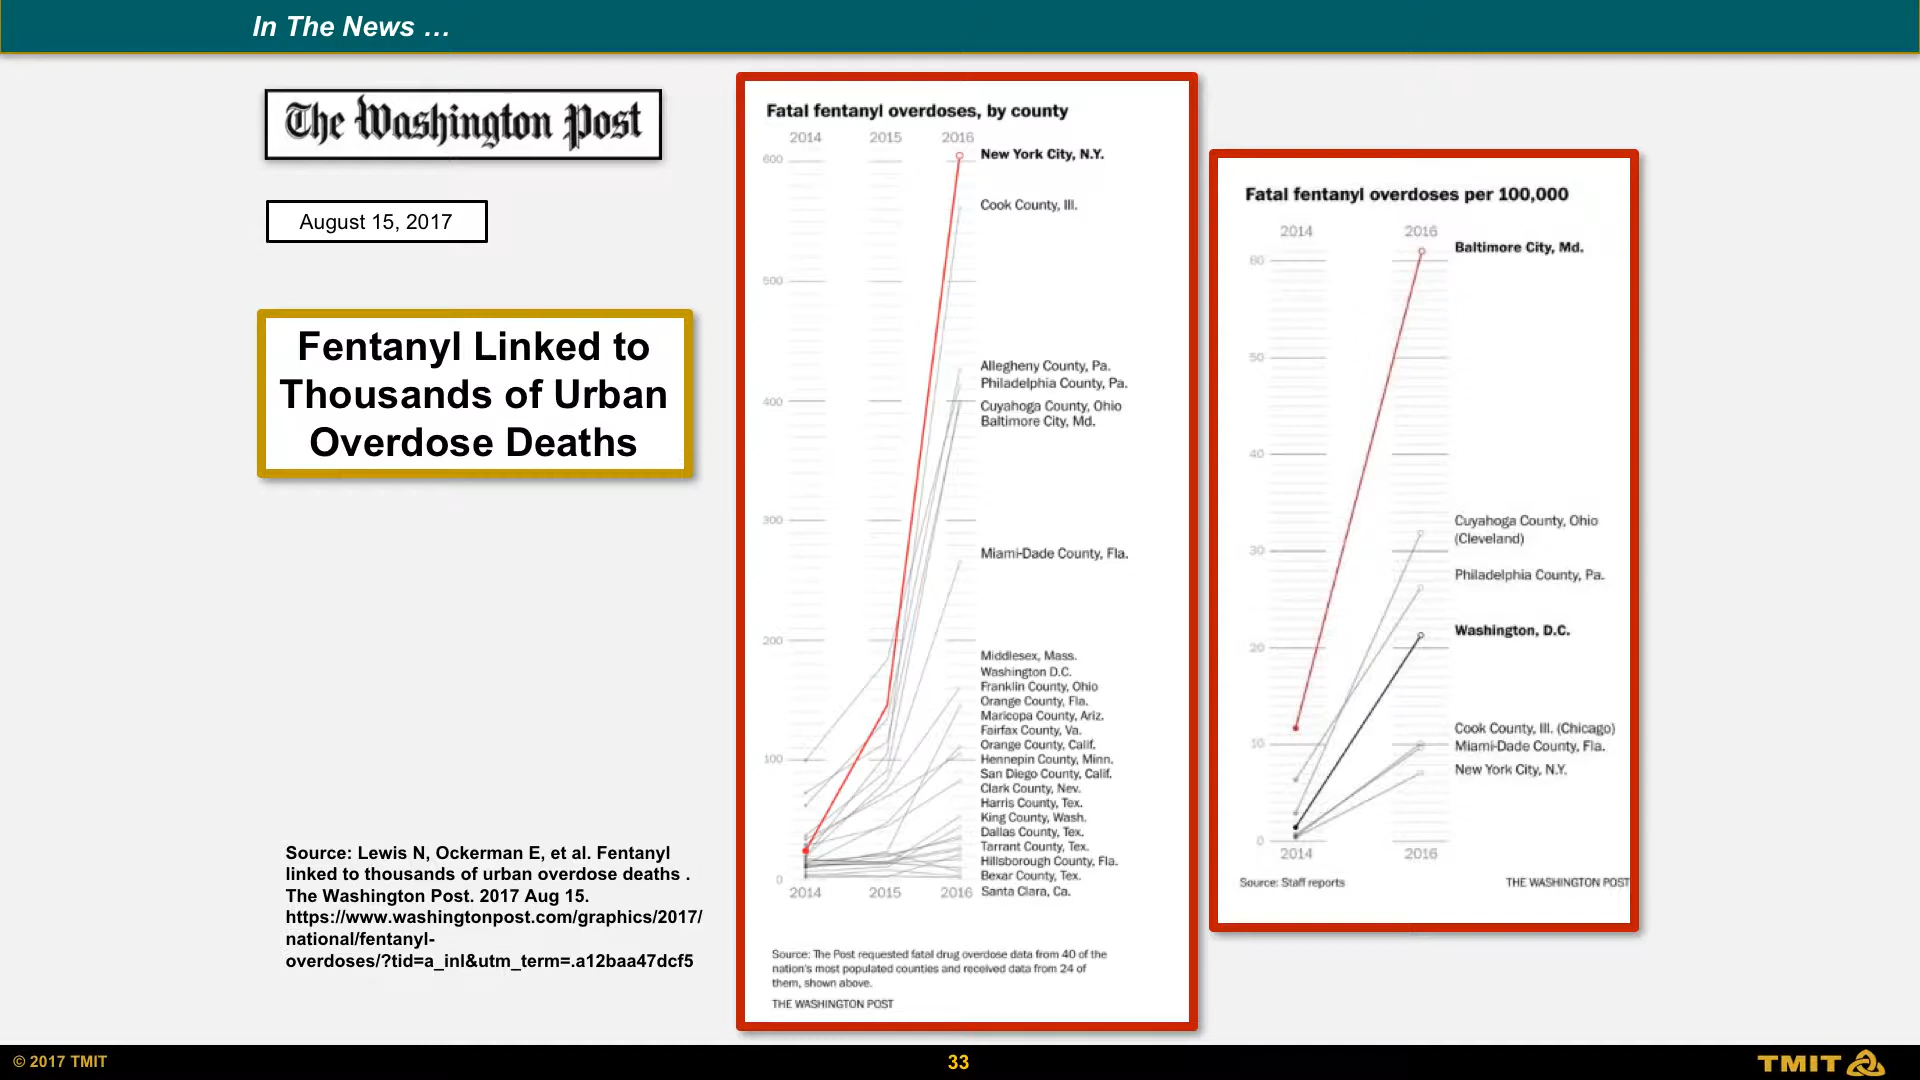 In The News …
The Washington Post
August 15, 2017
Fentanyl Linked to
Thousands of Urban
Overdose Deaths
Source: Lewis N, Ockerman E, et al. Fentanyl
linked to thousands of urban overdose deaths .
The Washington Post. 2017 Aug 15.
https://www.washingtonpost.com/graphics/2017/
national/fentanyl-
overdoses/?tid=a_inl&utm_term=.a12baa47dcf5
Fatal fentanyl overdoses, by county
2014 2015 2016
600
500
400
300
200
100
0
New York City, N.Y.
Cook County, Ill.
Allegheny County, Pa.
Philadelphia County, Pa.
Cuyahoga County, Ohio
Baltimore City, Md.
Miami-Dade County, Fla.
Middlesex, Mass.
Washington D.C.
Franklin County, Ohio
Orange County, Fla.
Maricopa County, Ariz.
Fairfax County, Va.
Orange County, Calif.
Hennepin County, Minn.
San Diego County, Calif.
Clark County, Nev.
Harris County, Tex.
King County, Wash.
Dallas County, Tex.
Tarrant County, Tex.
Hillsborough County, Fla.
Bexar County, Tex.
Santa Clara, Ca.
2014 2015 2016
Source: The Post requested fatal drug overdose data from 40 of the
nation's most populated counties and received data from 24 of
them, shown above.
THE WASHINGTON POST
Fatal fentanyl overdoses per 100,000
2014 2016
60
50
40
30
20
10
0
Baltimore City, Md.
Cuyahoga County, Ohio
(Cleveland)
Philadelphia County, Pa.
Washington, D.C.
Cook County, Ill. (Chicago)
Miami-Dade County, Fla.
New York City, N.Y.
2014 2016
Source: Staff reports THE WASHINGTON POST
© 2017 TMIT
33
TMIT